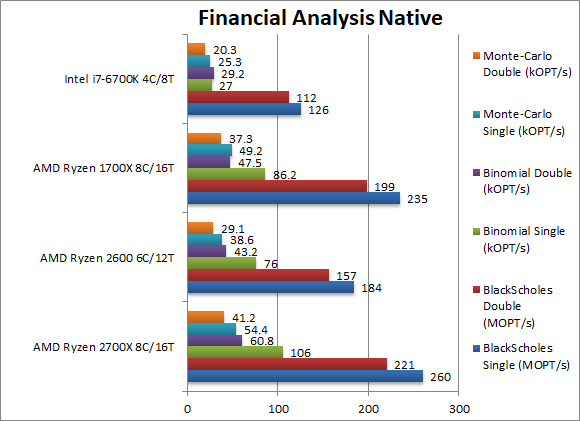 Financial Analysis Native
Intel i7-6700K 4C/8T
20.3
25.3
29.2
27
112
126
AMD Ryzen 1700X 8C/16T
37.3
49.2
47.5
86.2
199
235
AMD Ryzen 2600 6C/12T
29.1
38.6
43.2
76
157
184
AMD Ryzen 2700X 8C/16T
41.2
54.4
60.8
106
221
260
0
100
200
300
Monte-Carlo
Double (kOPT/s)
Monte-Carlo
Single (kOPT/s)
Binomial Double
(kOPT/s)
Binomial Single
(kOPT/s)
BlackScholes
Double
(MOPT/s)
BlackScholes
Single (MOPT/s)